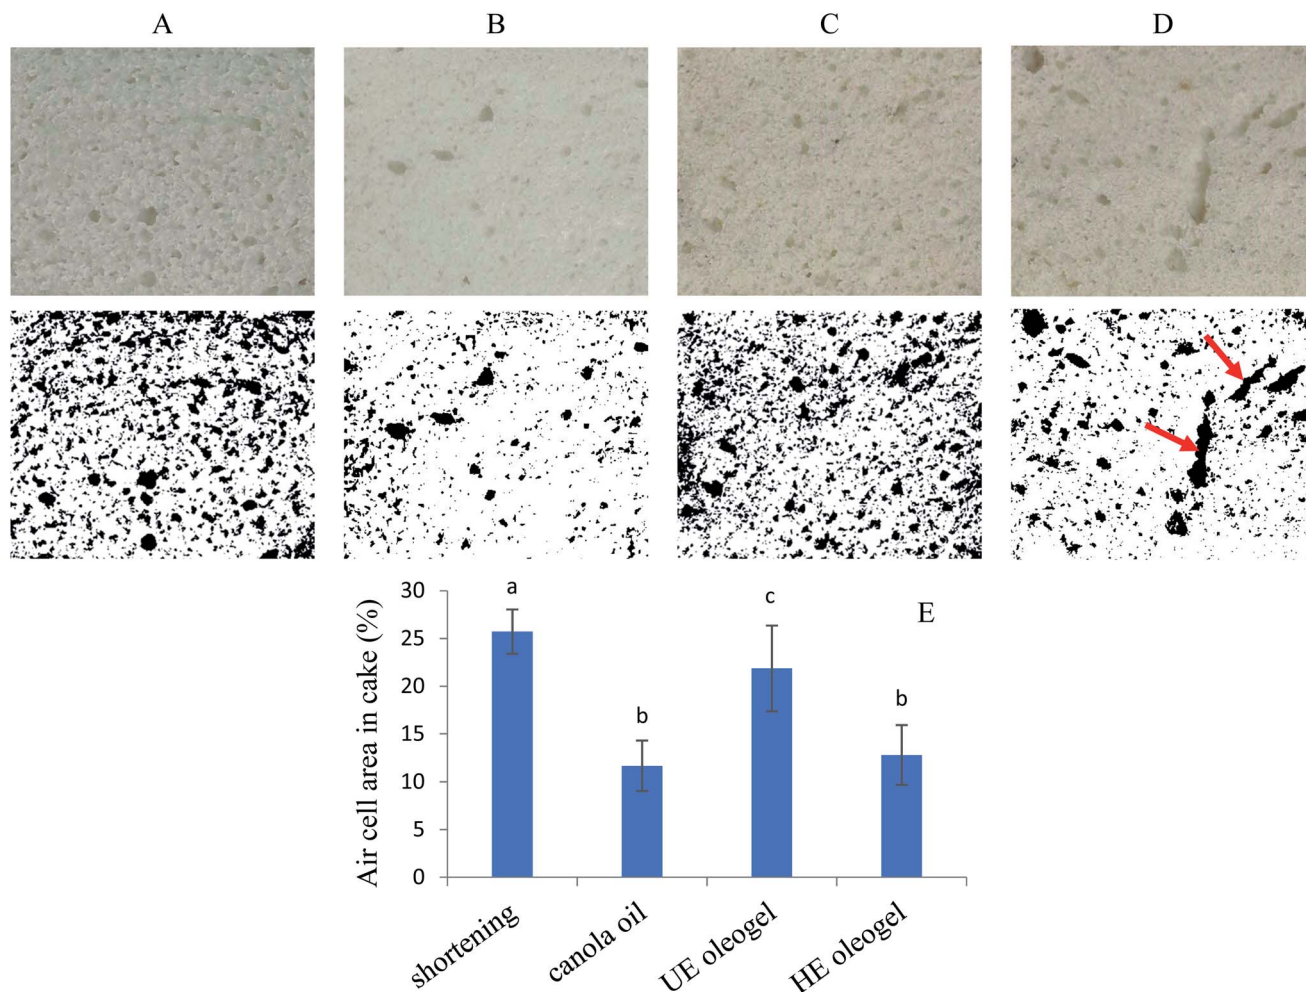 A B C D
30
25
20
15
10
5
0
Air cell area in cake (%)
a
b
c
b
E
shortening
canola oil
UE oleogel
HE oleogel